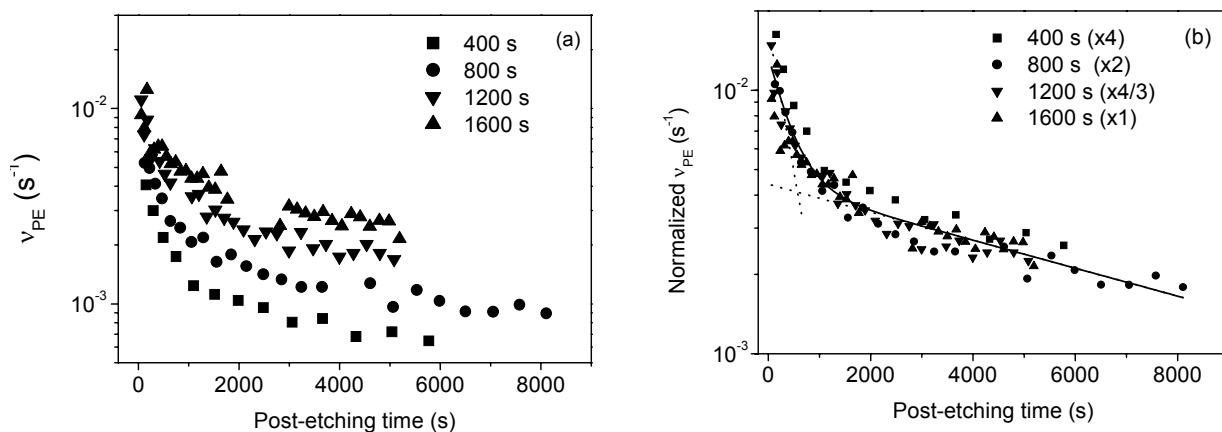 (a)
400 s
800 s
1200 s
1600 s
10⁻²
10⁻³
ν_PE (s⁻¹)
0 2000 4000 6000 8000
Post-etching time (s)
(b)
400 s (x4)
800 s (x2)
1200 s (x4/3)
1600 s (x1)
10⁻²
10⁻³
Normalized ν_PE (s⁻¹)
0 2000 4000 6000 8000
Post-etching time (s)